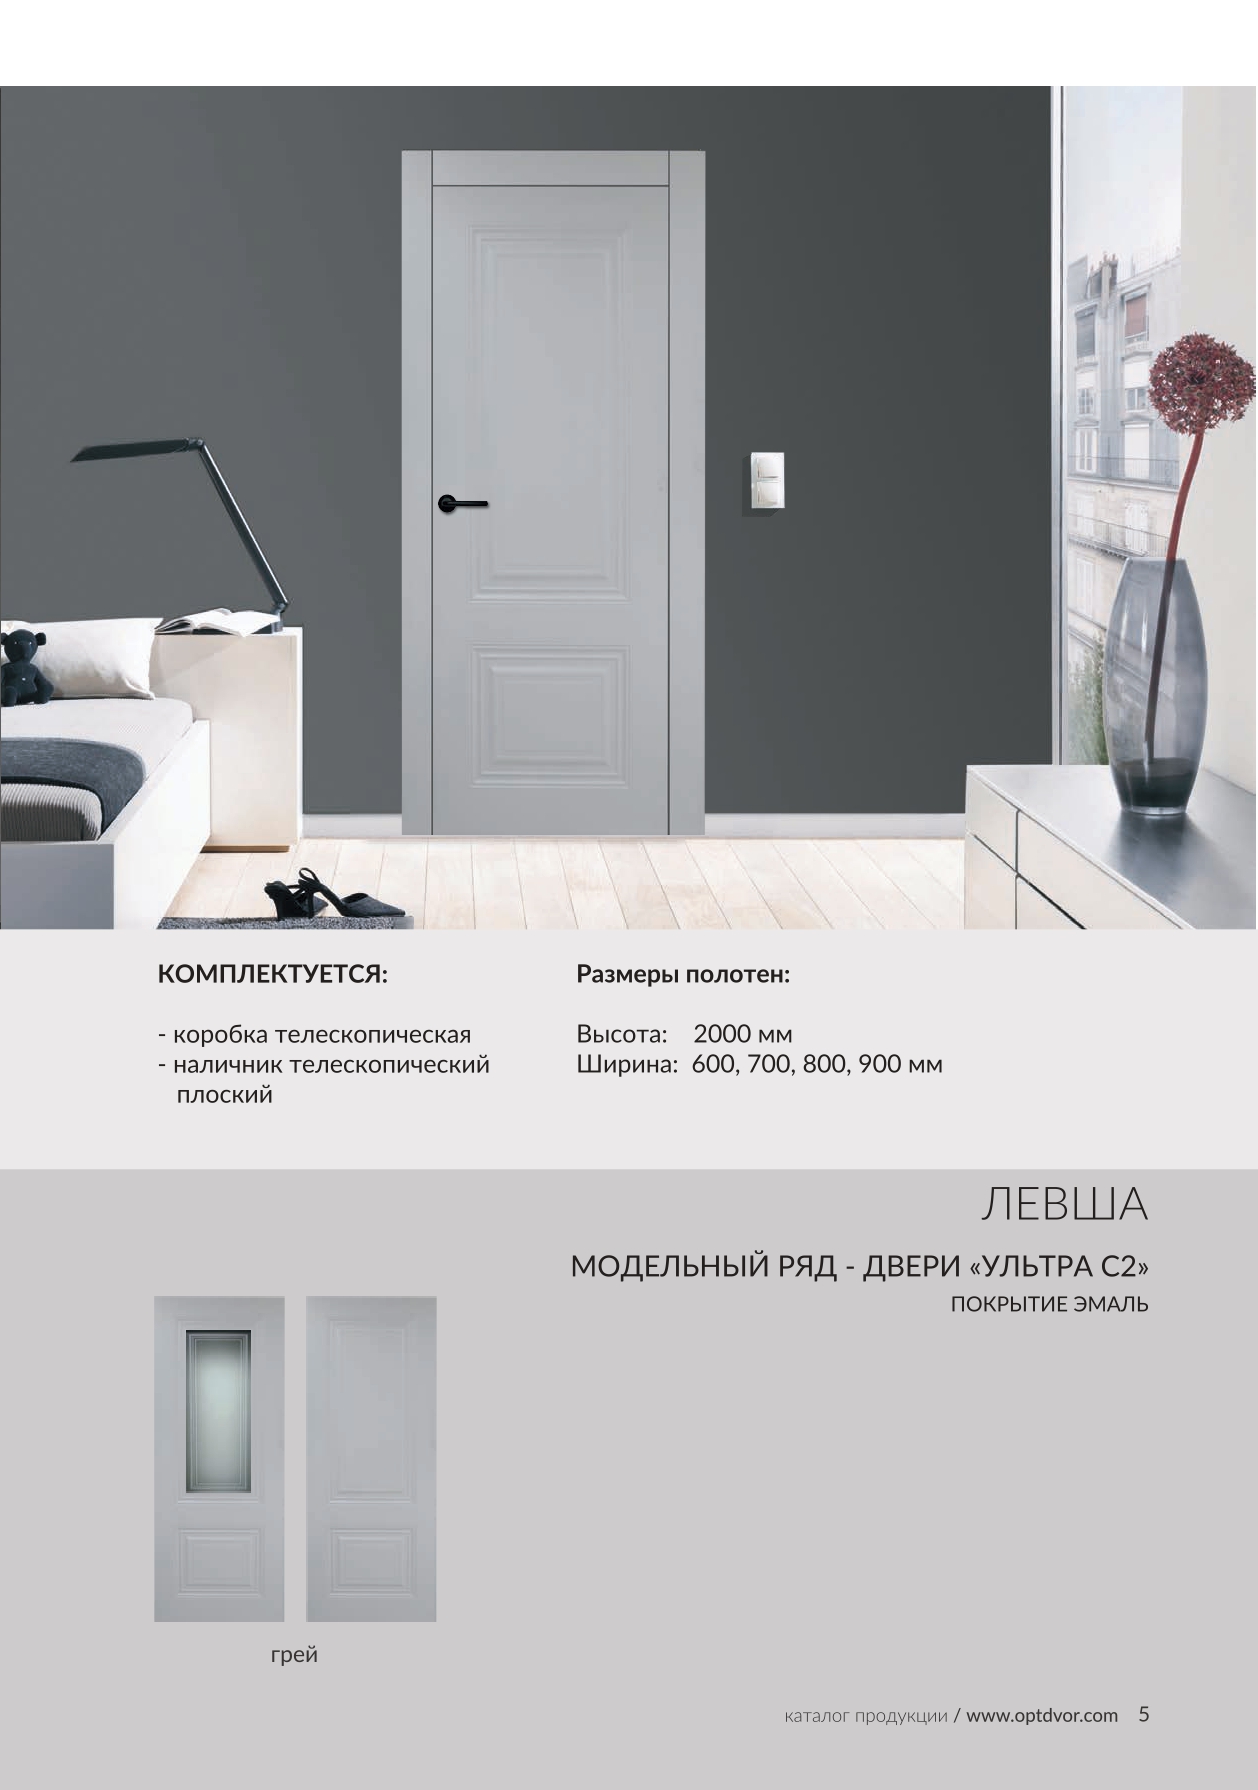 КОМПЛЕКТУЕТСЯ:
- коробка телескопическая
- наличник телескопический
плоский
Размеры полотен:
Высота: 2000 мм
Ширина: 600, 700, 800, 900 мм
ЛЕВША
МОДЕЛЬНЫЙ РЯД - ДВЕРИ «УЛЬТРА С2»
ПОКРЫТИЕ ЭМАЛЬ
грей
каталог продукции / www.optdvor.com 5